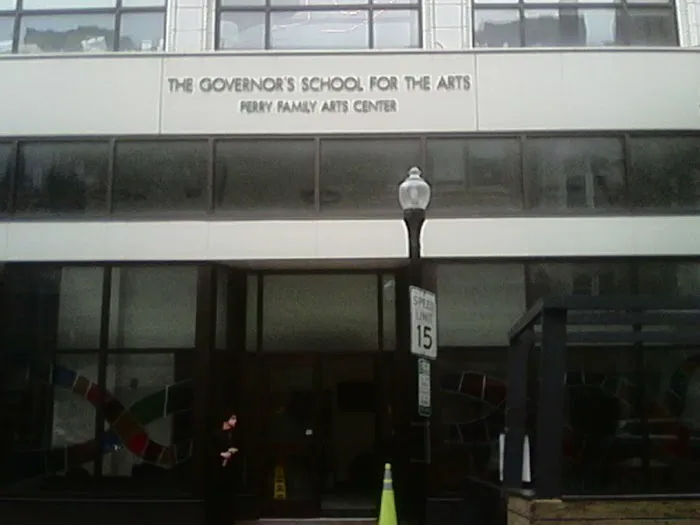 THE GOVERNOR'S SCHOOL FOR THE ARTS
PERRY FAMILY ARTS CENTER
SPEED
LIMIT
15